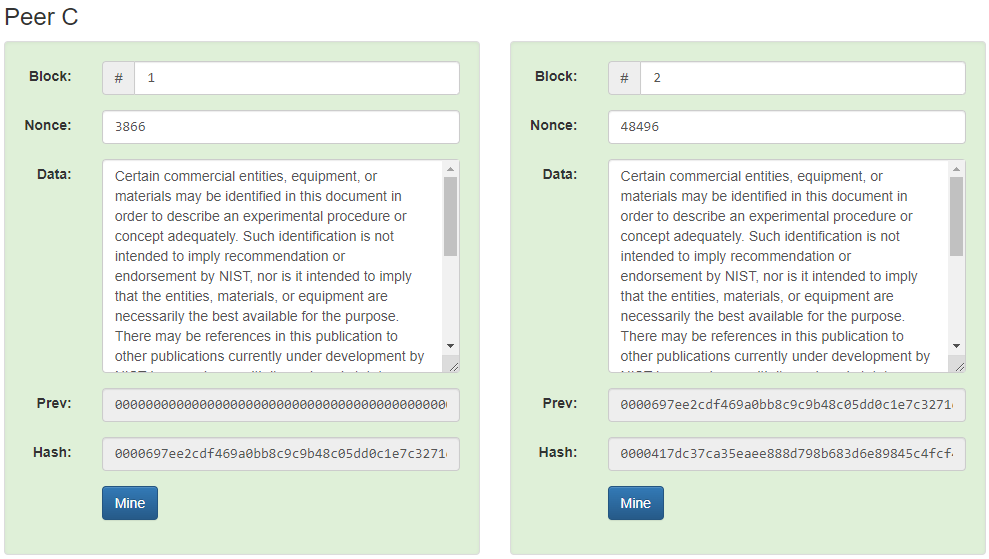 Peer C
Block: # 1
Nonce: 3866
Data: Certain commercial entities, equipment, or
materials may be identified in this document in
order to describe an experimental procedure or
concept adequately. Such identification is not
intended to imply recommendation or
endorsement by NIST, nor is it intended to imply
that the entities, materials, or equipment are
necessarily the best available for the purpose.
There may be references in this publication to
other publications currently under development by
Prev: 00000000000000000000000000000000000000000000
Hash: 0000697ee2cdf469a0bb8c9c9b48c05dd0c1e7c3271
Mine
Block: # 2
Nonce: 48496
Data: Certain commercial entities, equipment, or
materials may be identified in this document in
order to describe an experimental procedure or
concept adequately. Such identification is not
intended to imply recommendation or
endorsement by NIST, nor is it intended to imply
that the entities, materials, or equipment are
necessarily the best available for the purpose.
There may be references in this publication to
other publications currently under development by
Prev: 0000697ee2cdf469a0bb8c9c9b48c05dd0c1e7c3271
Hash: 0000417dc37ca35eaee888d798b683d6e89845c4fcf
Mine